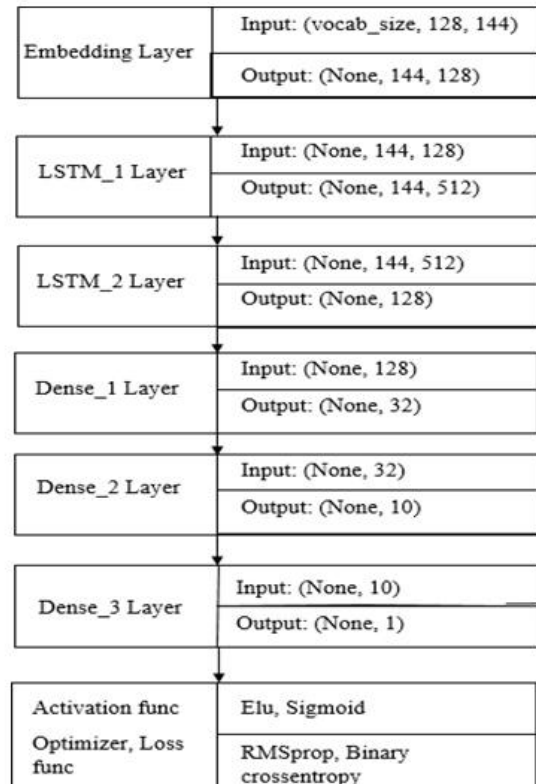 Embedding Layer
Input: (vocab_size, 128, 144)
Output: (None, 144, 128)
LSTM_1 Layer
Input: (None, 144, 128)
Output: (None, 144, 512)
LSTM_2 Layer
Input: (None, 144, 512)
Output: (None, 128)
Dense_1 Layer
Input: (None, 128)
Output: (None, 32)
Dense_2 Layer
Input: (None, 32)
Output: (None, 10)
Dense_3 Layer
Input: (None, 10)
Output: (None, 1)
Activation func
Elu, Sigmoid
Optimizer, Loss
func
RMSprop, Binary
crossentropy